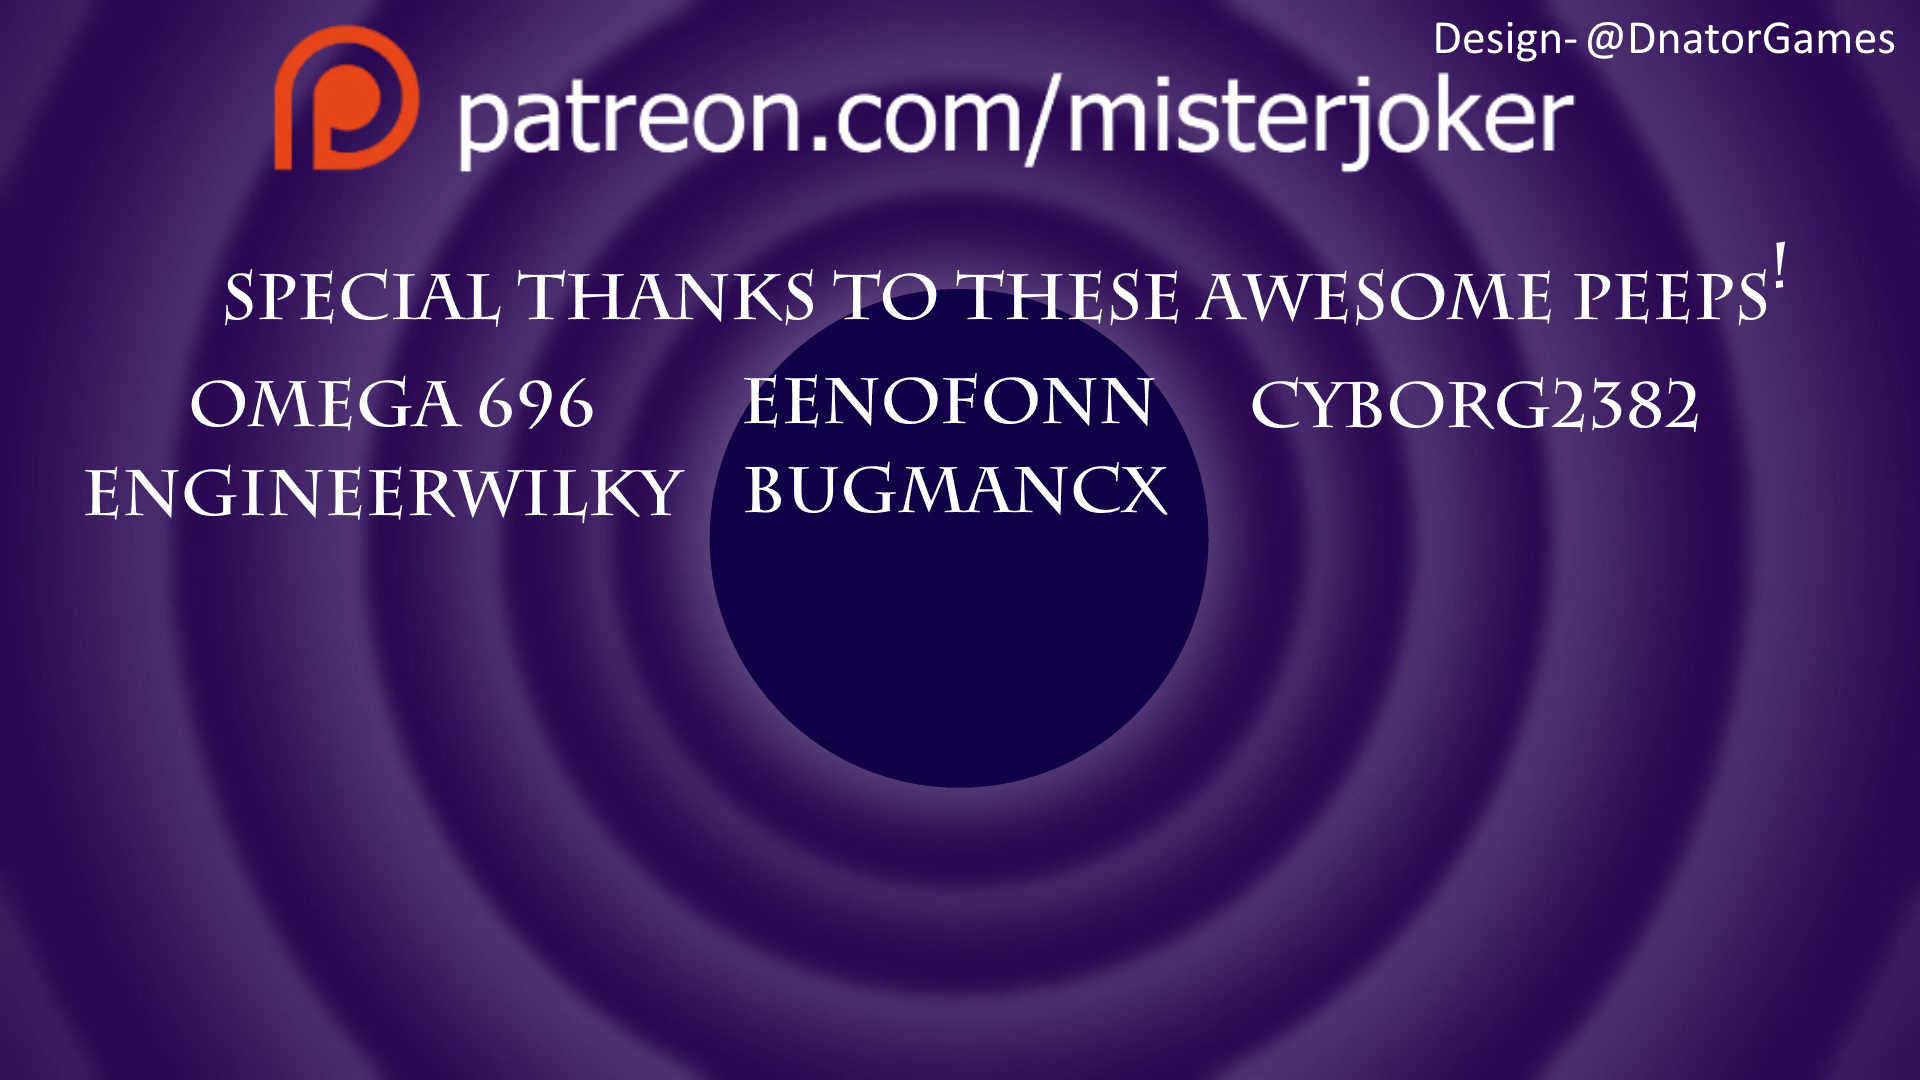 Design- @DnatorGames
patreon.com/misterjoker
SPECIAL THANKS TO THESE AWESOME PEEPS!
OMEGA 696 EENOFONN CYBORG2382
ENGINEERWILKY BUGMANCX